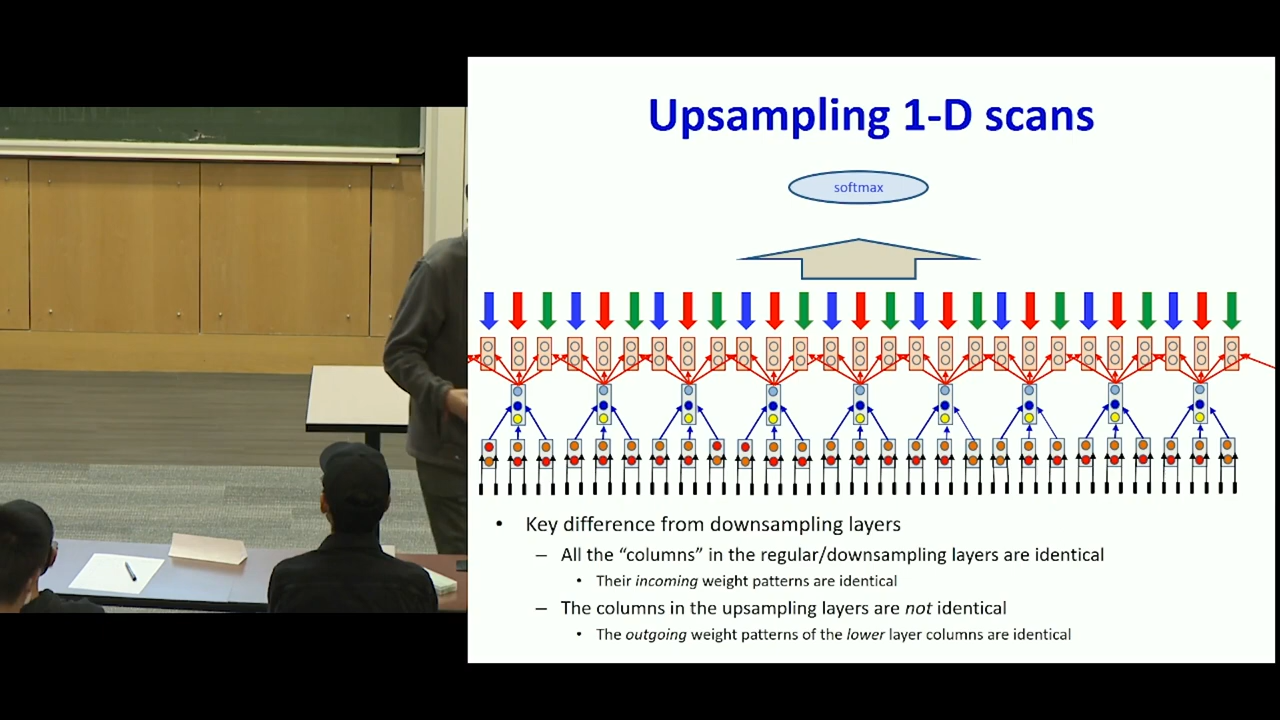 Upsampling 1-D scans
softmax
• Key difference from downsampling layers
– All the “columns” in the regular/downsampling layers are identical
• Their incoming weight patterns are identical
– The columns in the upsampling layers are not identical
• The outgoing weight patterns of the lower layer columns are identical